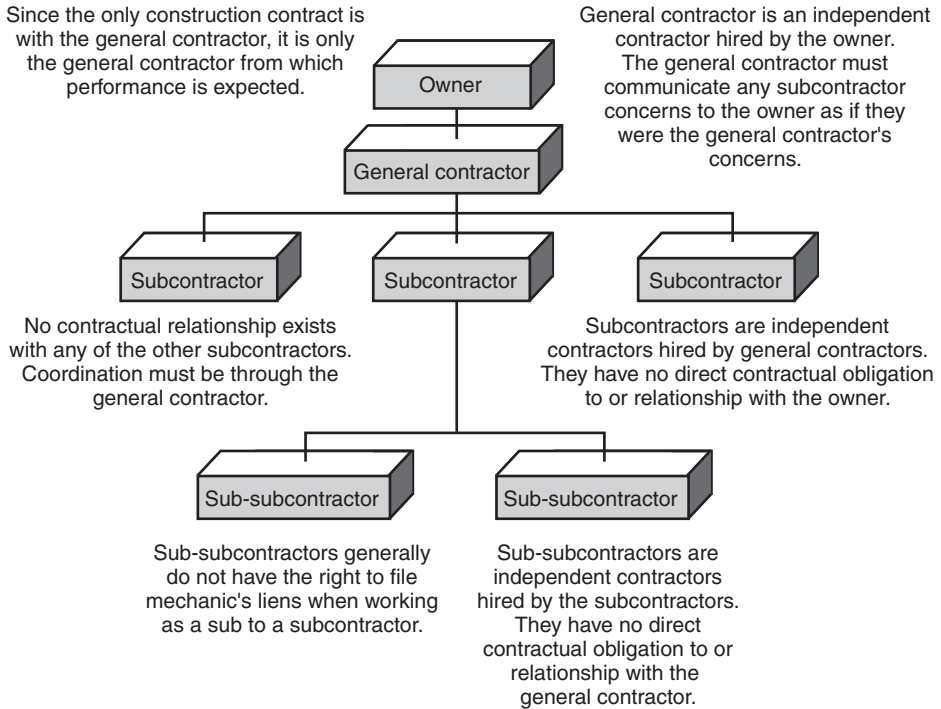 Since the only construction contract is
with the general contractor, it is only
the general contractor from which
performance is expected.
General contractor is an independent
contractor hired by the owner.
The general contractor must
communicate any subcontractor
concerns to the owner as if they
were the general contractor's
concerns.
Owner
General contractor
Subcontractor
Subcontractor
Subcontractor
No contractual relationship exists
with any of the other subcontractors.
Coordination must be through the
general contractor.
Subcontractors are independent
contractors hired by general contractors.
They have no direct contractual obligation
to or relationship with the owner.
Sub-subcontractor
Sub-subcontractor
Sub-subcontractors generally
do not have the right to file
mechanic's liens when working
as a sub to a subcontractor.
Sub-subcontractors are
independent contractors
hired by the subcontractors.
They have no direct
contractual obligation to or
relationship with the
general contractor.